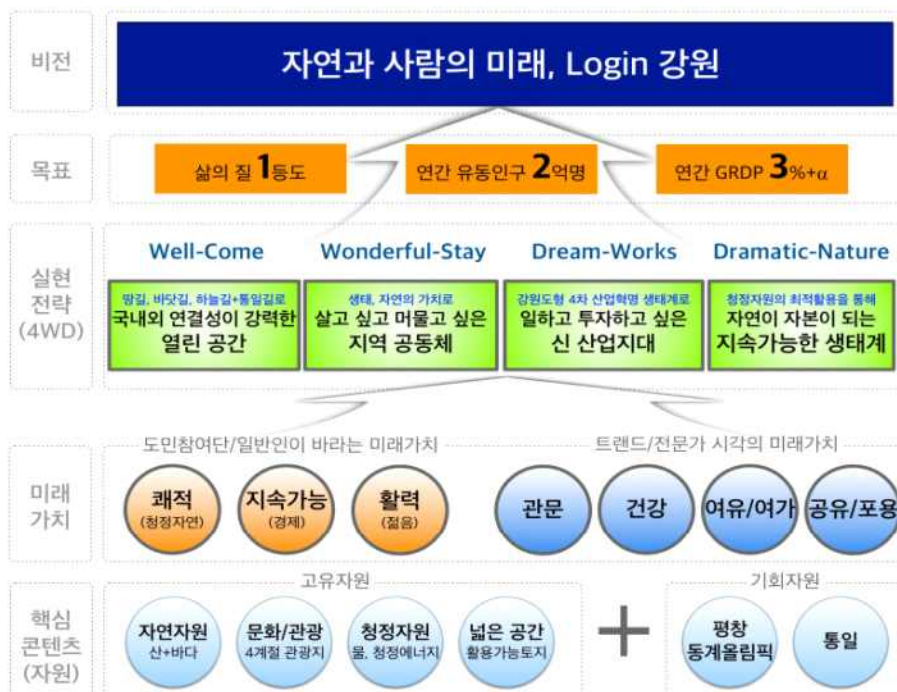 비전
자연과 사람의 미래, Login 강원
목표
삶의 질 1등도
연간 유동인구 2억명
연간 GRDP 3%+α
실현
전략
(4WD)
Well-Come
땅길, 바닷길, 하늘길+통일길로
국내외 연결성이 강력한
열린 공간
Wonderful-Stay
생태, 자연의 가치로
살고 싶고 머물고 싶은
지역 공동체
Dream-Works
강원도형 4차 산업혁명 생태계로
일하고 투자하고 싶은
신 산업지대
Dramatic-Nature
청정자원의 최적활용을 통해
자연이 자본이 되는
지속가능한 생태계
미래
가치
도민참여단/일반인이 바라는 미래가치
쾌적
(청정자연)
지속가능
(경제)
활력
(젊음)
트랜드/전문가 시각의 미래가치
관문
건강
여유/여가
공유/포용
핵심
콘텐츠
(자원)
고유자원
자연자원
산+바다
문화/관광
4계절 관광지
청정자원
물, 청정에너지
넓은 공간
활용가능토지
+
기회자원
평창
동계올림픽
통일